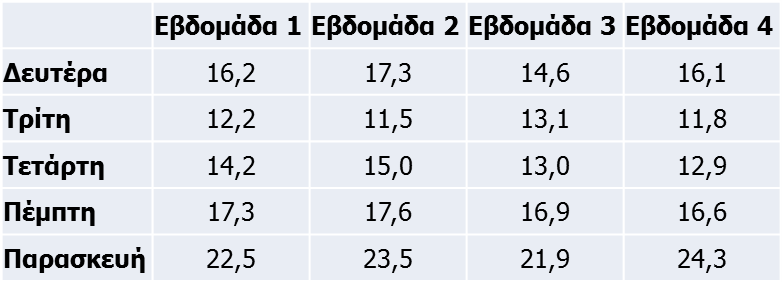 Εβδομάδα 1 Εβδομάδα 2 Εβδομάδα 3 Εβδομάδα 4
Δευτέρα 16,2 17,3 14,6 16,1
Τρίτη 12,2 11,5 13,1 11,8
Τετάρτη 14,2 15,0 13,0 12,9
Πέμπτη 17,3 17,6 16,9 16,6
Παρασκευή 22,5 23,5 21,9 24,3